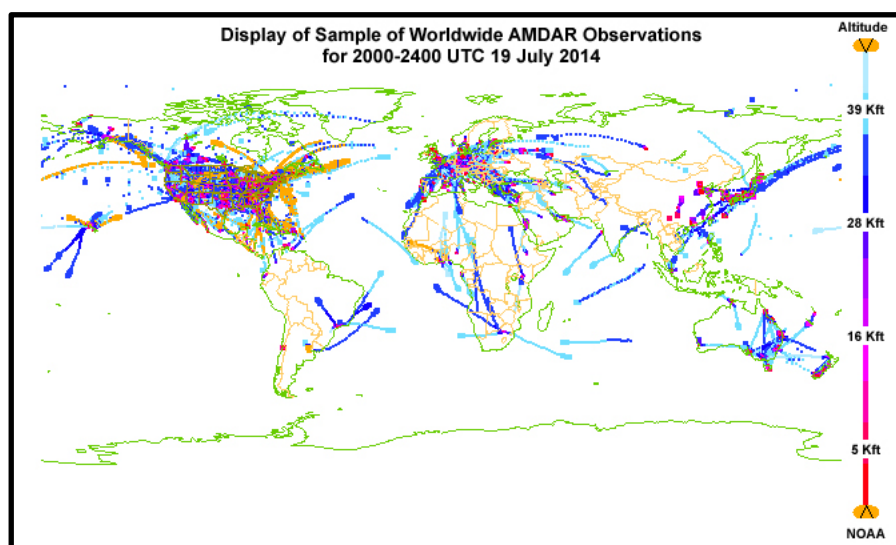 Display of Sample of Worldwide AMDAR Observations
for 2000-2400 UTC 19 July 2014
Altitude
39 Kft
28 Kft
16 Kft
5 Kft
NOAA